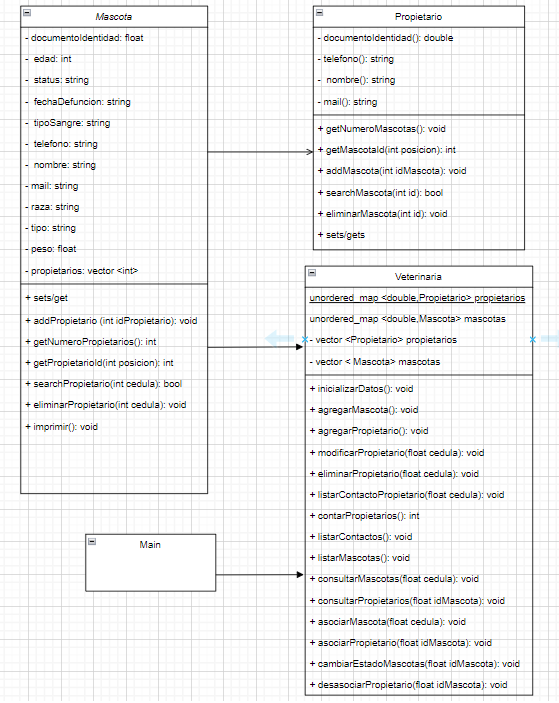 Mascota
- documentoIdentidad: float
- edad: int
- status: string
- fechaDefuncion: string
- tipoSangre: string
- telefono: string
- nombre: string
- mail: string
- raza: string
- tipo: string
- peso: float
- propietarios: vector <int>
+ sets/get
+ addPropietario (int idPropietario): void
+ getNumeroPropietarios(): int
+ getPropietarioId(int posicion): int
+ searchPropietario(int cedula): bool
+ eliminarPropietario(int cedula): void
+ imprimir(): void
Propietario
- documentoIdentidad(): double
- telefono(): string
- nombre(): string
- mail(): string
+ getNumeroMascotas(): void
+ getMascotaId(int posicion): int
+ addMascota(int idMascota): void
+ searchMascota(int id): bool
+ eliminarMascota(int id): void
+ sets/gets
Veterinaria
unordered_map <double,Propietario> propietarios
unordered_map <double,Mascota> mascotas
- vector <Propietario> propietarios
- vector < Mascota> mascotas
+ inicializarDatos(): void
+ agregarMascota(): void
+ agregarPropietario(): void
+ modificarPropietario(float cedula): void
+ eliminarPropietario(float cedula): void
+ listarContactoPropietario(float cedula): void
+ contarPropietarios(): int
+ listarContactos(): void
+ listarMascotas(): void
+ consultarMascotas(float cedula): void
+ consultarPropietarios(float idMascota): void
+ asociarMascota(float cedula): void
+ asociarPropietario(float idMascota): void
+ cambiarEstadoMascotas(float idMascota): void
+ desasociarPropietario(float idMascota): void
Main